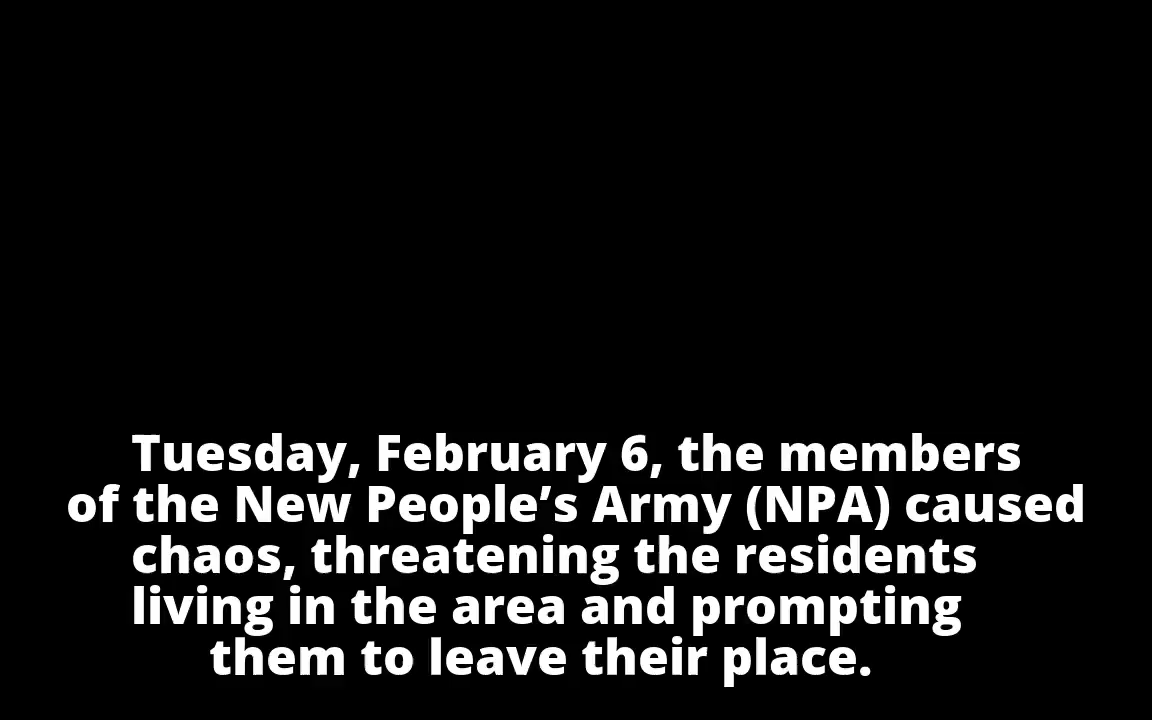 Tuesday, February 6, the members
of the New People’s Army (NPA) caused
chaos, threatening the residents
living in the area and prompting
them to leave their place.